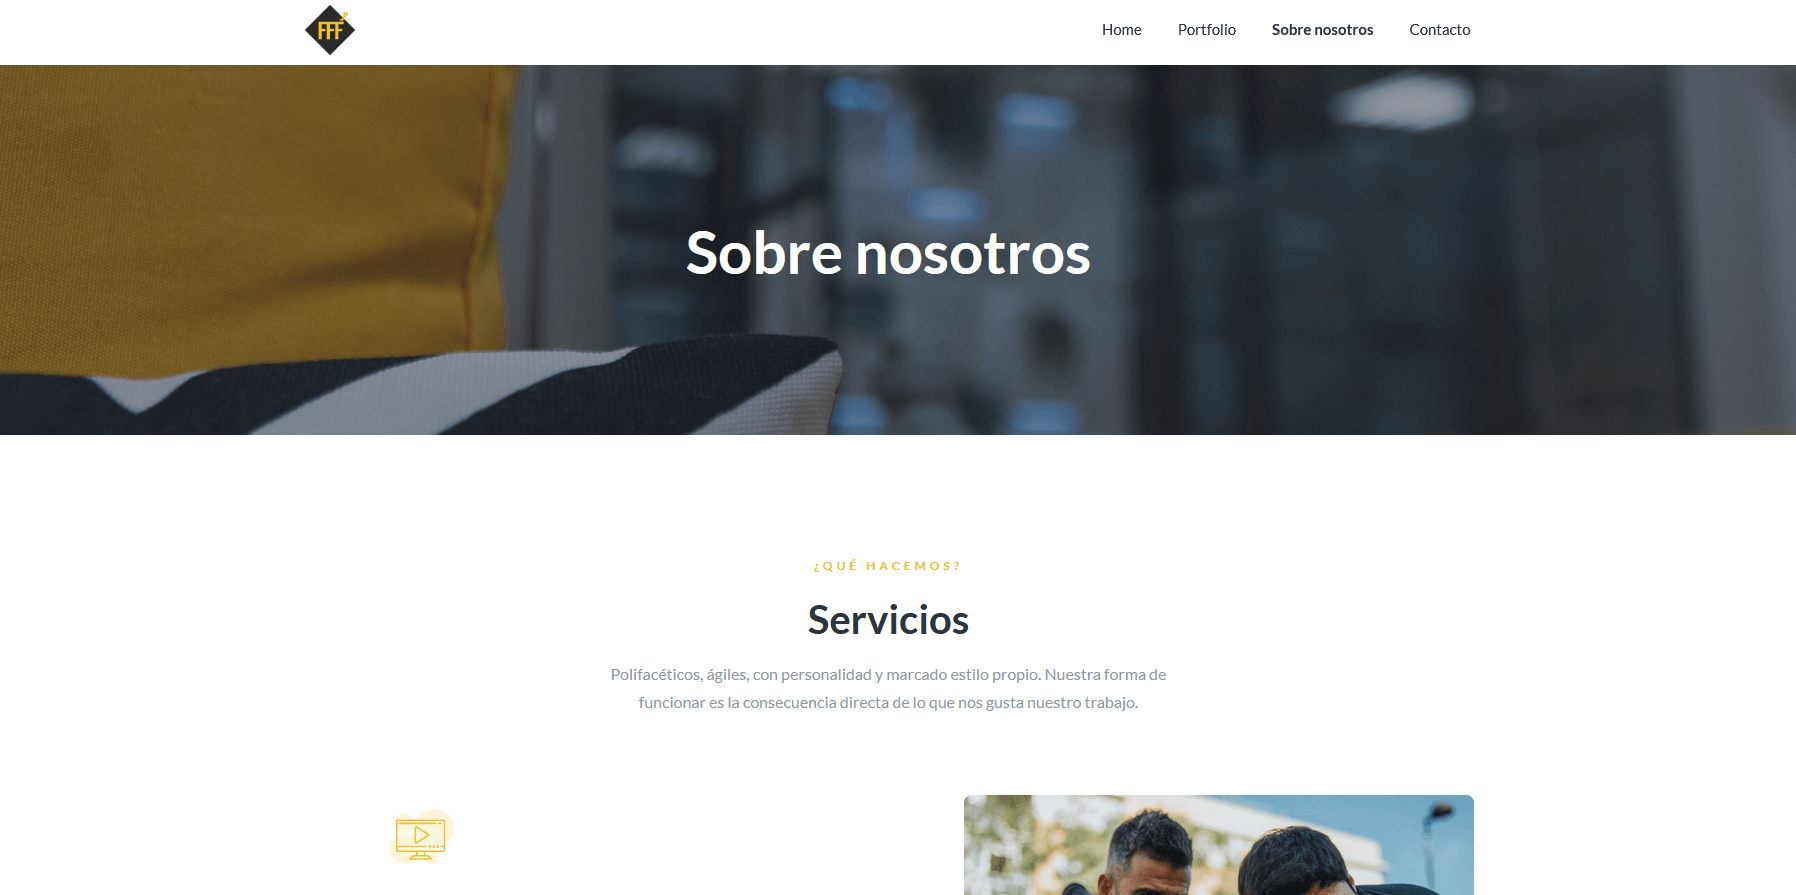 FFF
Home Portfolio Sobre nosotros Contacto
Sobre nosotros
¿QUÉ HACEMOS?
Servicios
Polifacéticos, ágiles, con personalidad y marcado estilo propio. Nuestra forma de
funcionar es la consecuencia directa de lo que nos gusta nuestro trabajo.